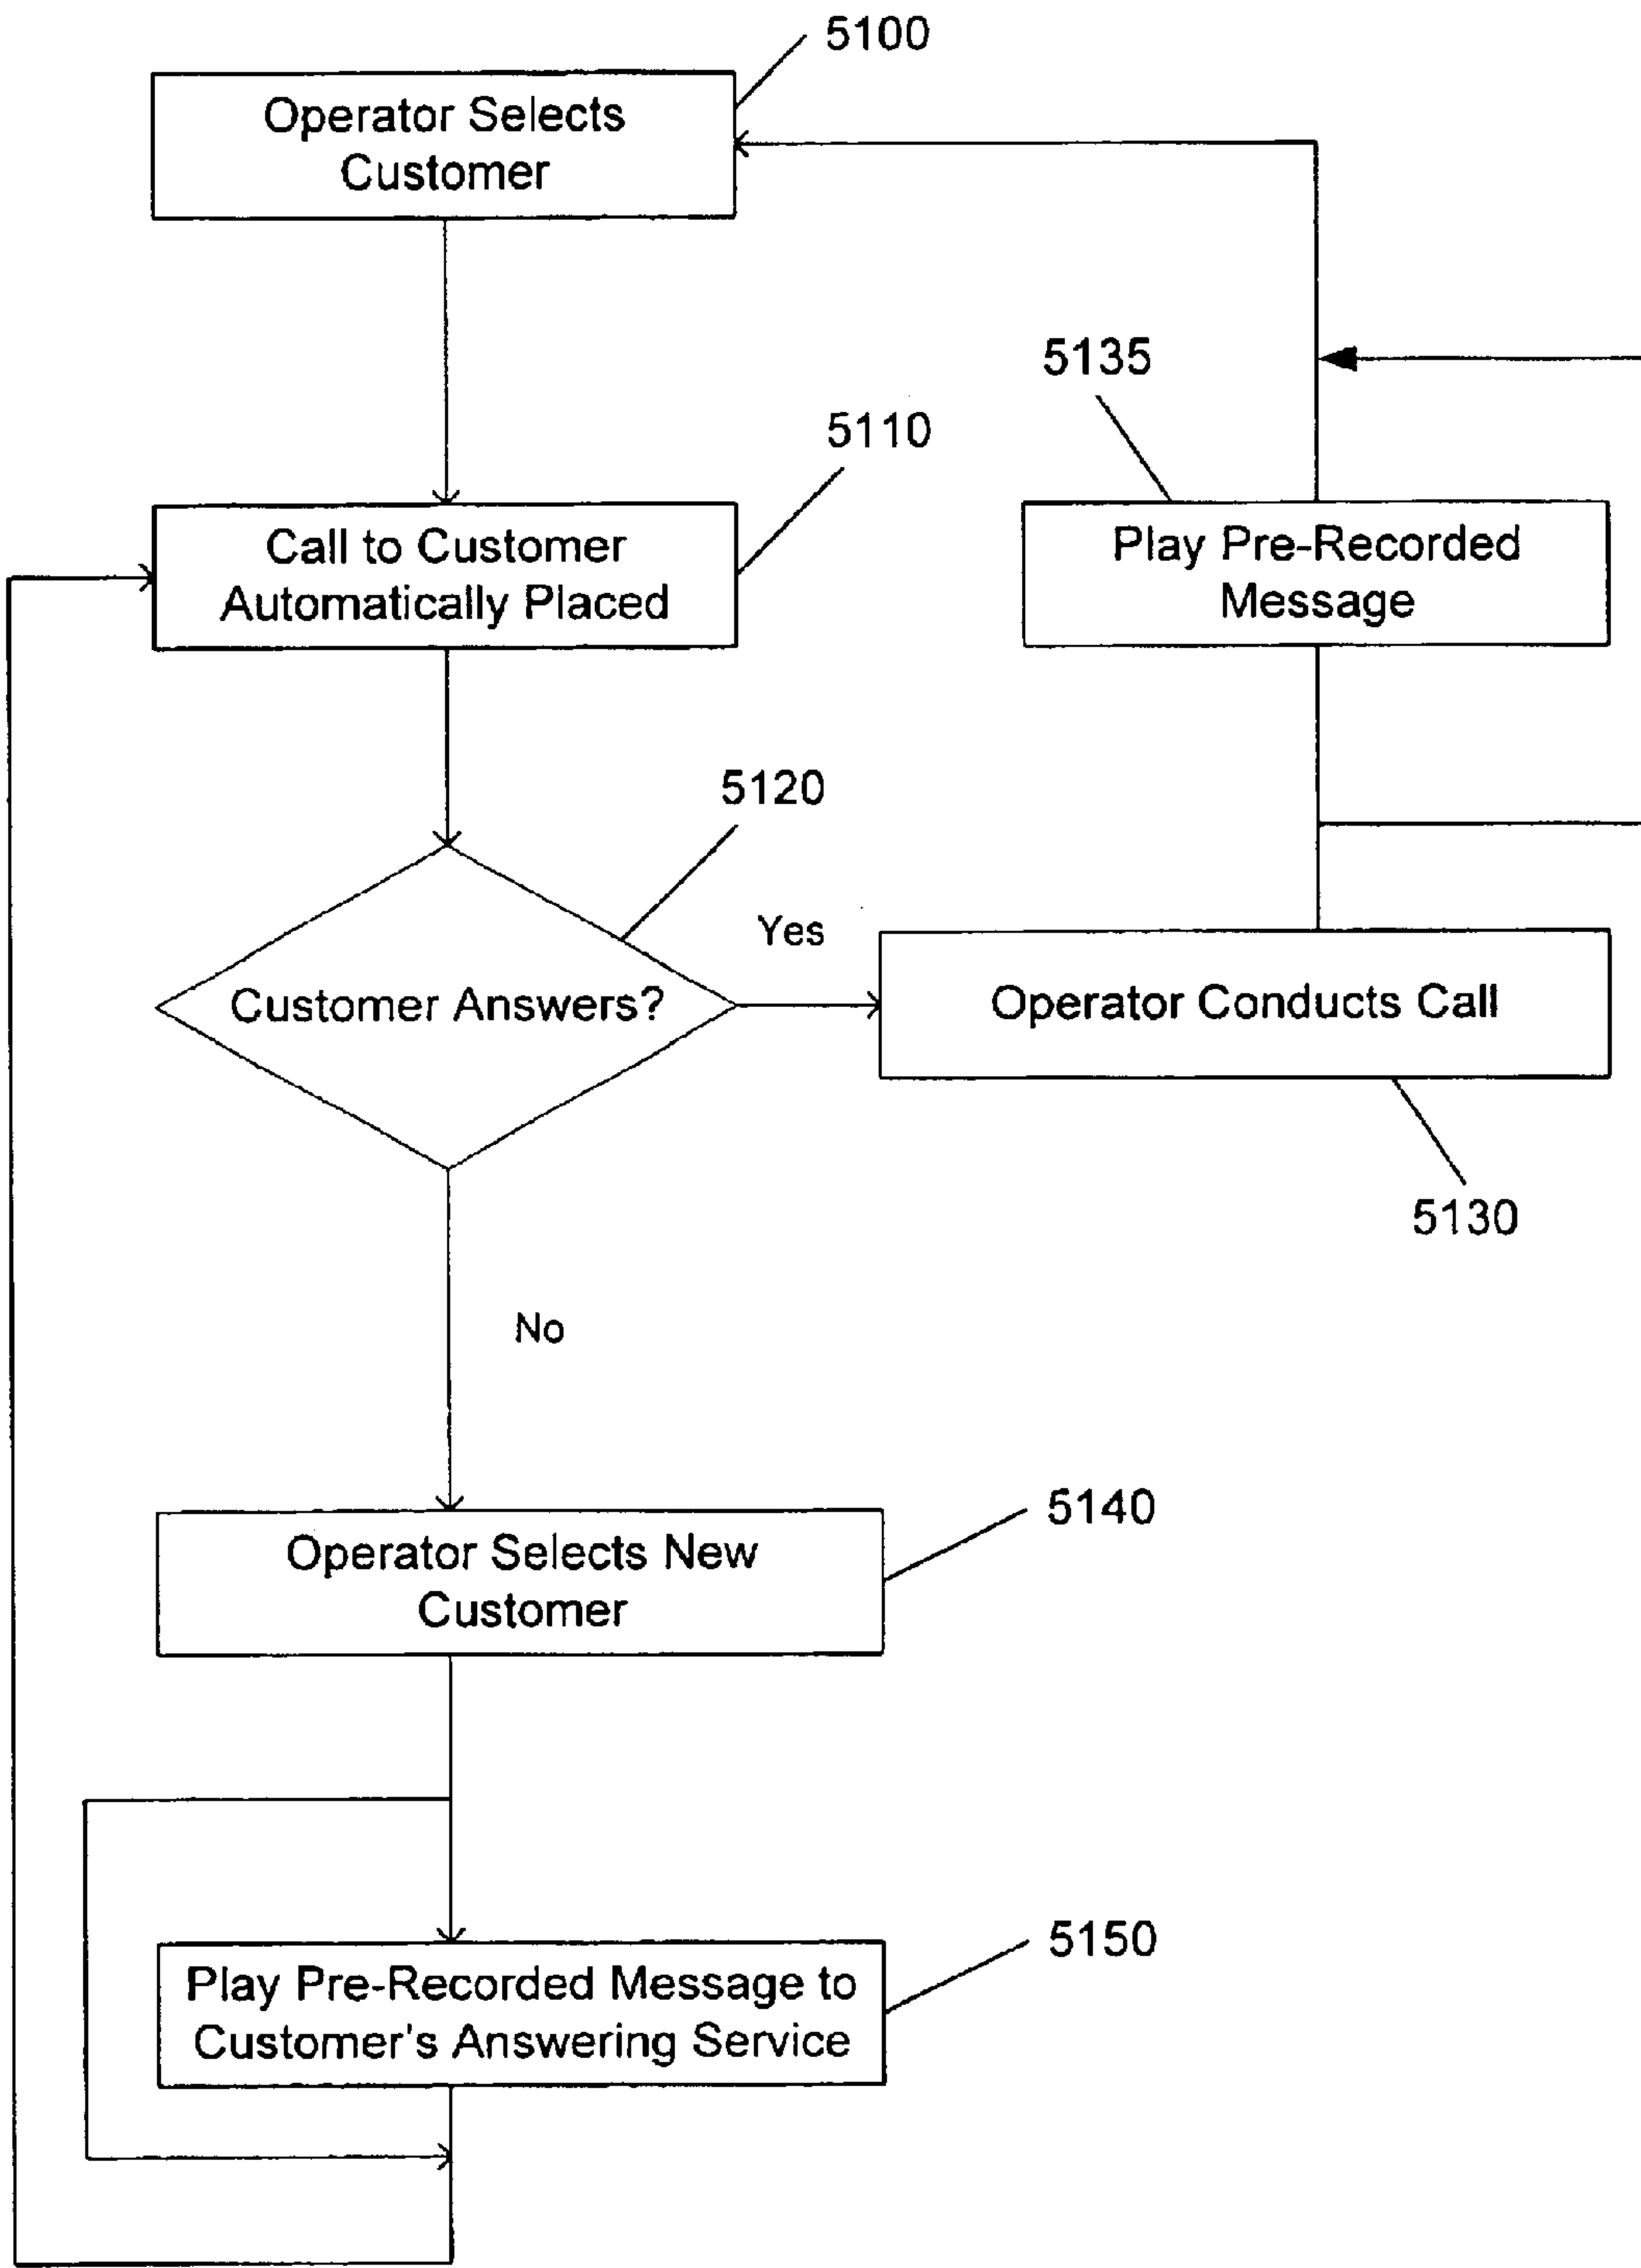 5100
Operator Selects
Customer
5135
5110
Call to Customer
Automatically Placed
Play Pre-Recorded
Message
5120
Yes
Customer Answers?
Operator Conducts Call
5130
No
5140
Operator Selects New
Customer
5150
Play Pre-Recorded Message to
Customer's Answering Service